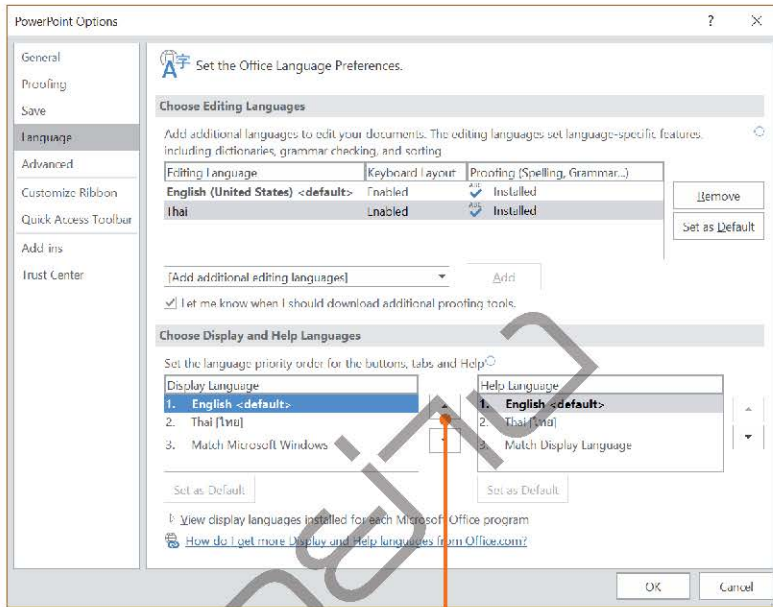 PowerPoint Options
General
Proofing
Save
Language
Advanced
Customize Ribbon
Quick Access Toolbar
Add ins
Trust Center
Set the Office Language Preferences.
Choose Editing Languages
Add additional languages to edit your documents. The editing languages set language-specific features,
including dictionaries, grammar checking, and sorting
Editing Language Keyboard Layout Proofing (Spelling, Grammar...)
English (United States) <default> Enabled Installed
Thai Enabled Installed
Remove
Set as Default
[Add additional editing languages] Add
Let me know when I should download additional proofing tools.
Choose Display and Help Languages
Set the language priority order for the buttons, tabs and Help
Display Language
1. English <default>
2. Thai [ไทย]
3. Match Microsoft Windows
Set as Default
Help Language
1. English <default>
2. Thai [ไทย]
3. Match Display Language
Set as Default
View display languages installed for each Microsoft Office program
How do I get more Display and Help languages from Office.com?
OK Cancel